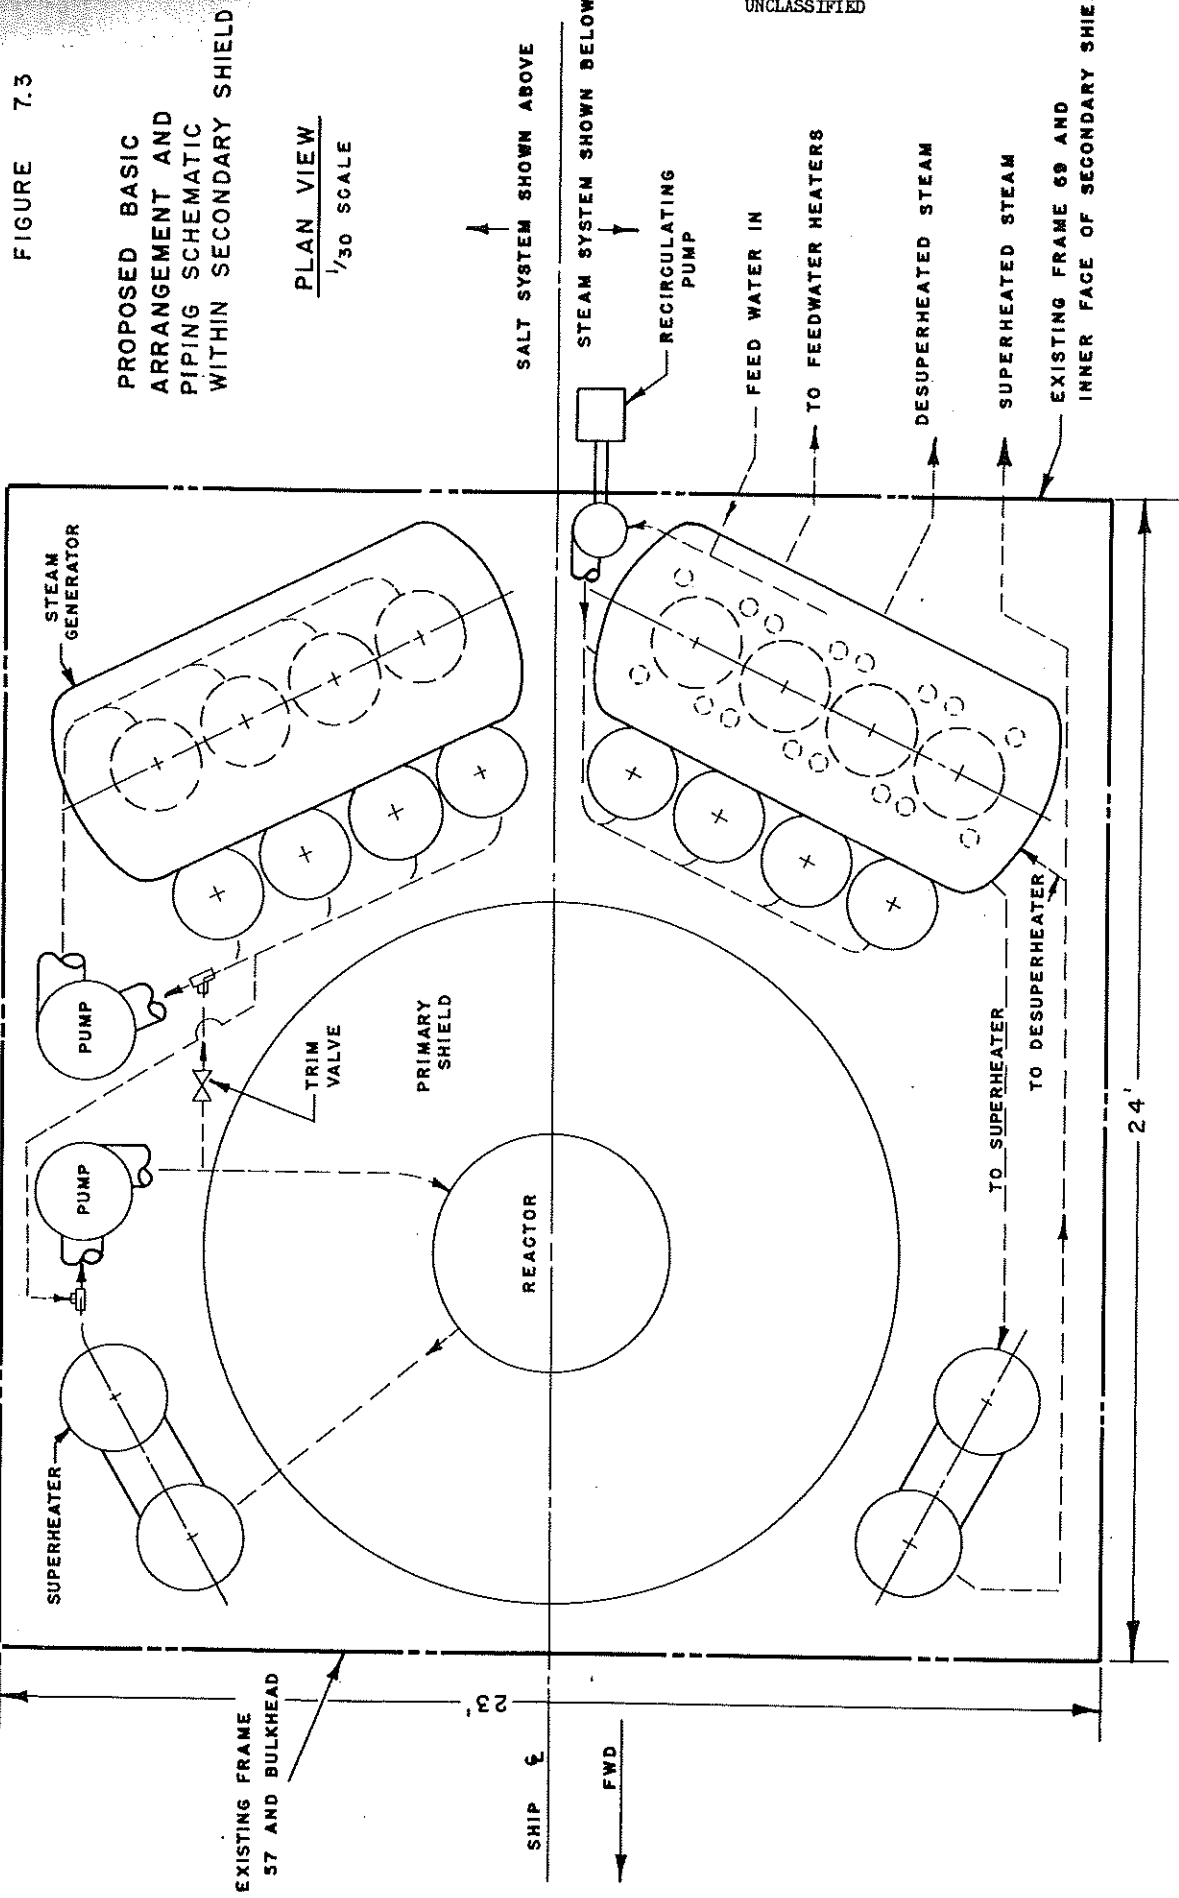 UNCLASSIFIED
FIGURE 7.3
PROPOSED BASIC
ARRANGEMENT AND
PIPING SCHEMATIC
WITHIN SECONDARY SHIELD
PLAN VIEW
1/30 SCALE
SALT SYSTEM SHOWN ABOVE
STEAM SYSTEM SHOWN BELOW
RECIRCULATING
PUMP
FEED WATER IN
TO FEEDWATER HEATERS
DESUPERHEATED STEAM
SUPERHEATED STEAM
EXISTING FRAME 69 AND
INNER FACE OF SECONDARY SHIE
STEAM
GENERATOR
PUMP
PUMP
TRIM
VALVE
PRIMARY
SHIELD
REACTOR
SUPERHEATER
TO SUPERHEATER
TO DESUPERHEATER
24'
23'
EXISTING FRAME
57 AND BULKHEAD
SHIP ℄
FWD